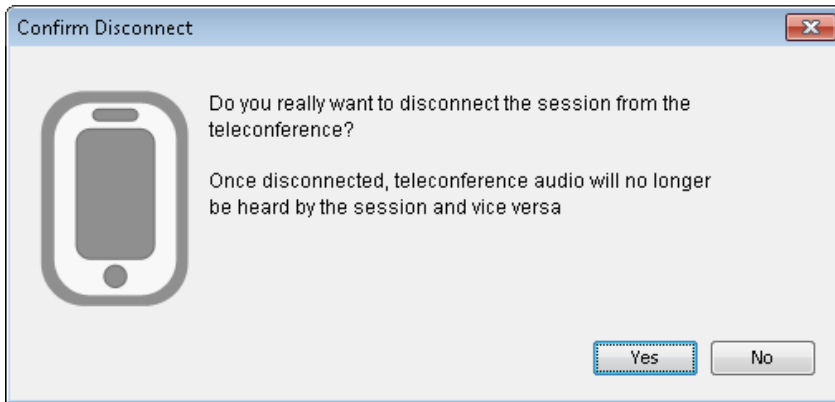 Confirm Disconnect
Do you really want to disconnect the session from the
teleconference?
Once disconnected, teleconference audio will no longer
be heard by the session and vice versa
Yes
No